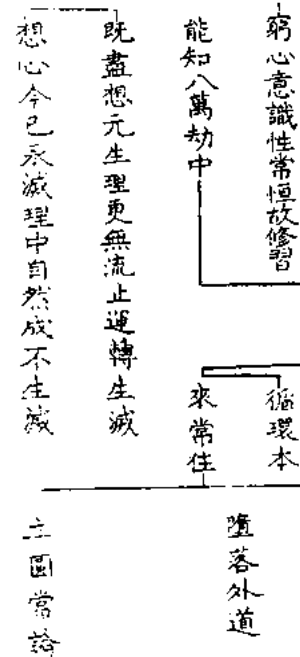 窮心意識性常恒故修習
能知八萬劫中
既盡想元生理更無流止運轉生滅
想心今已永滅理中自然成不生滅
循環本
來常住
墮落外道
立圓常論